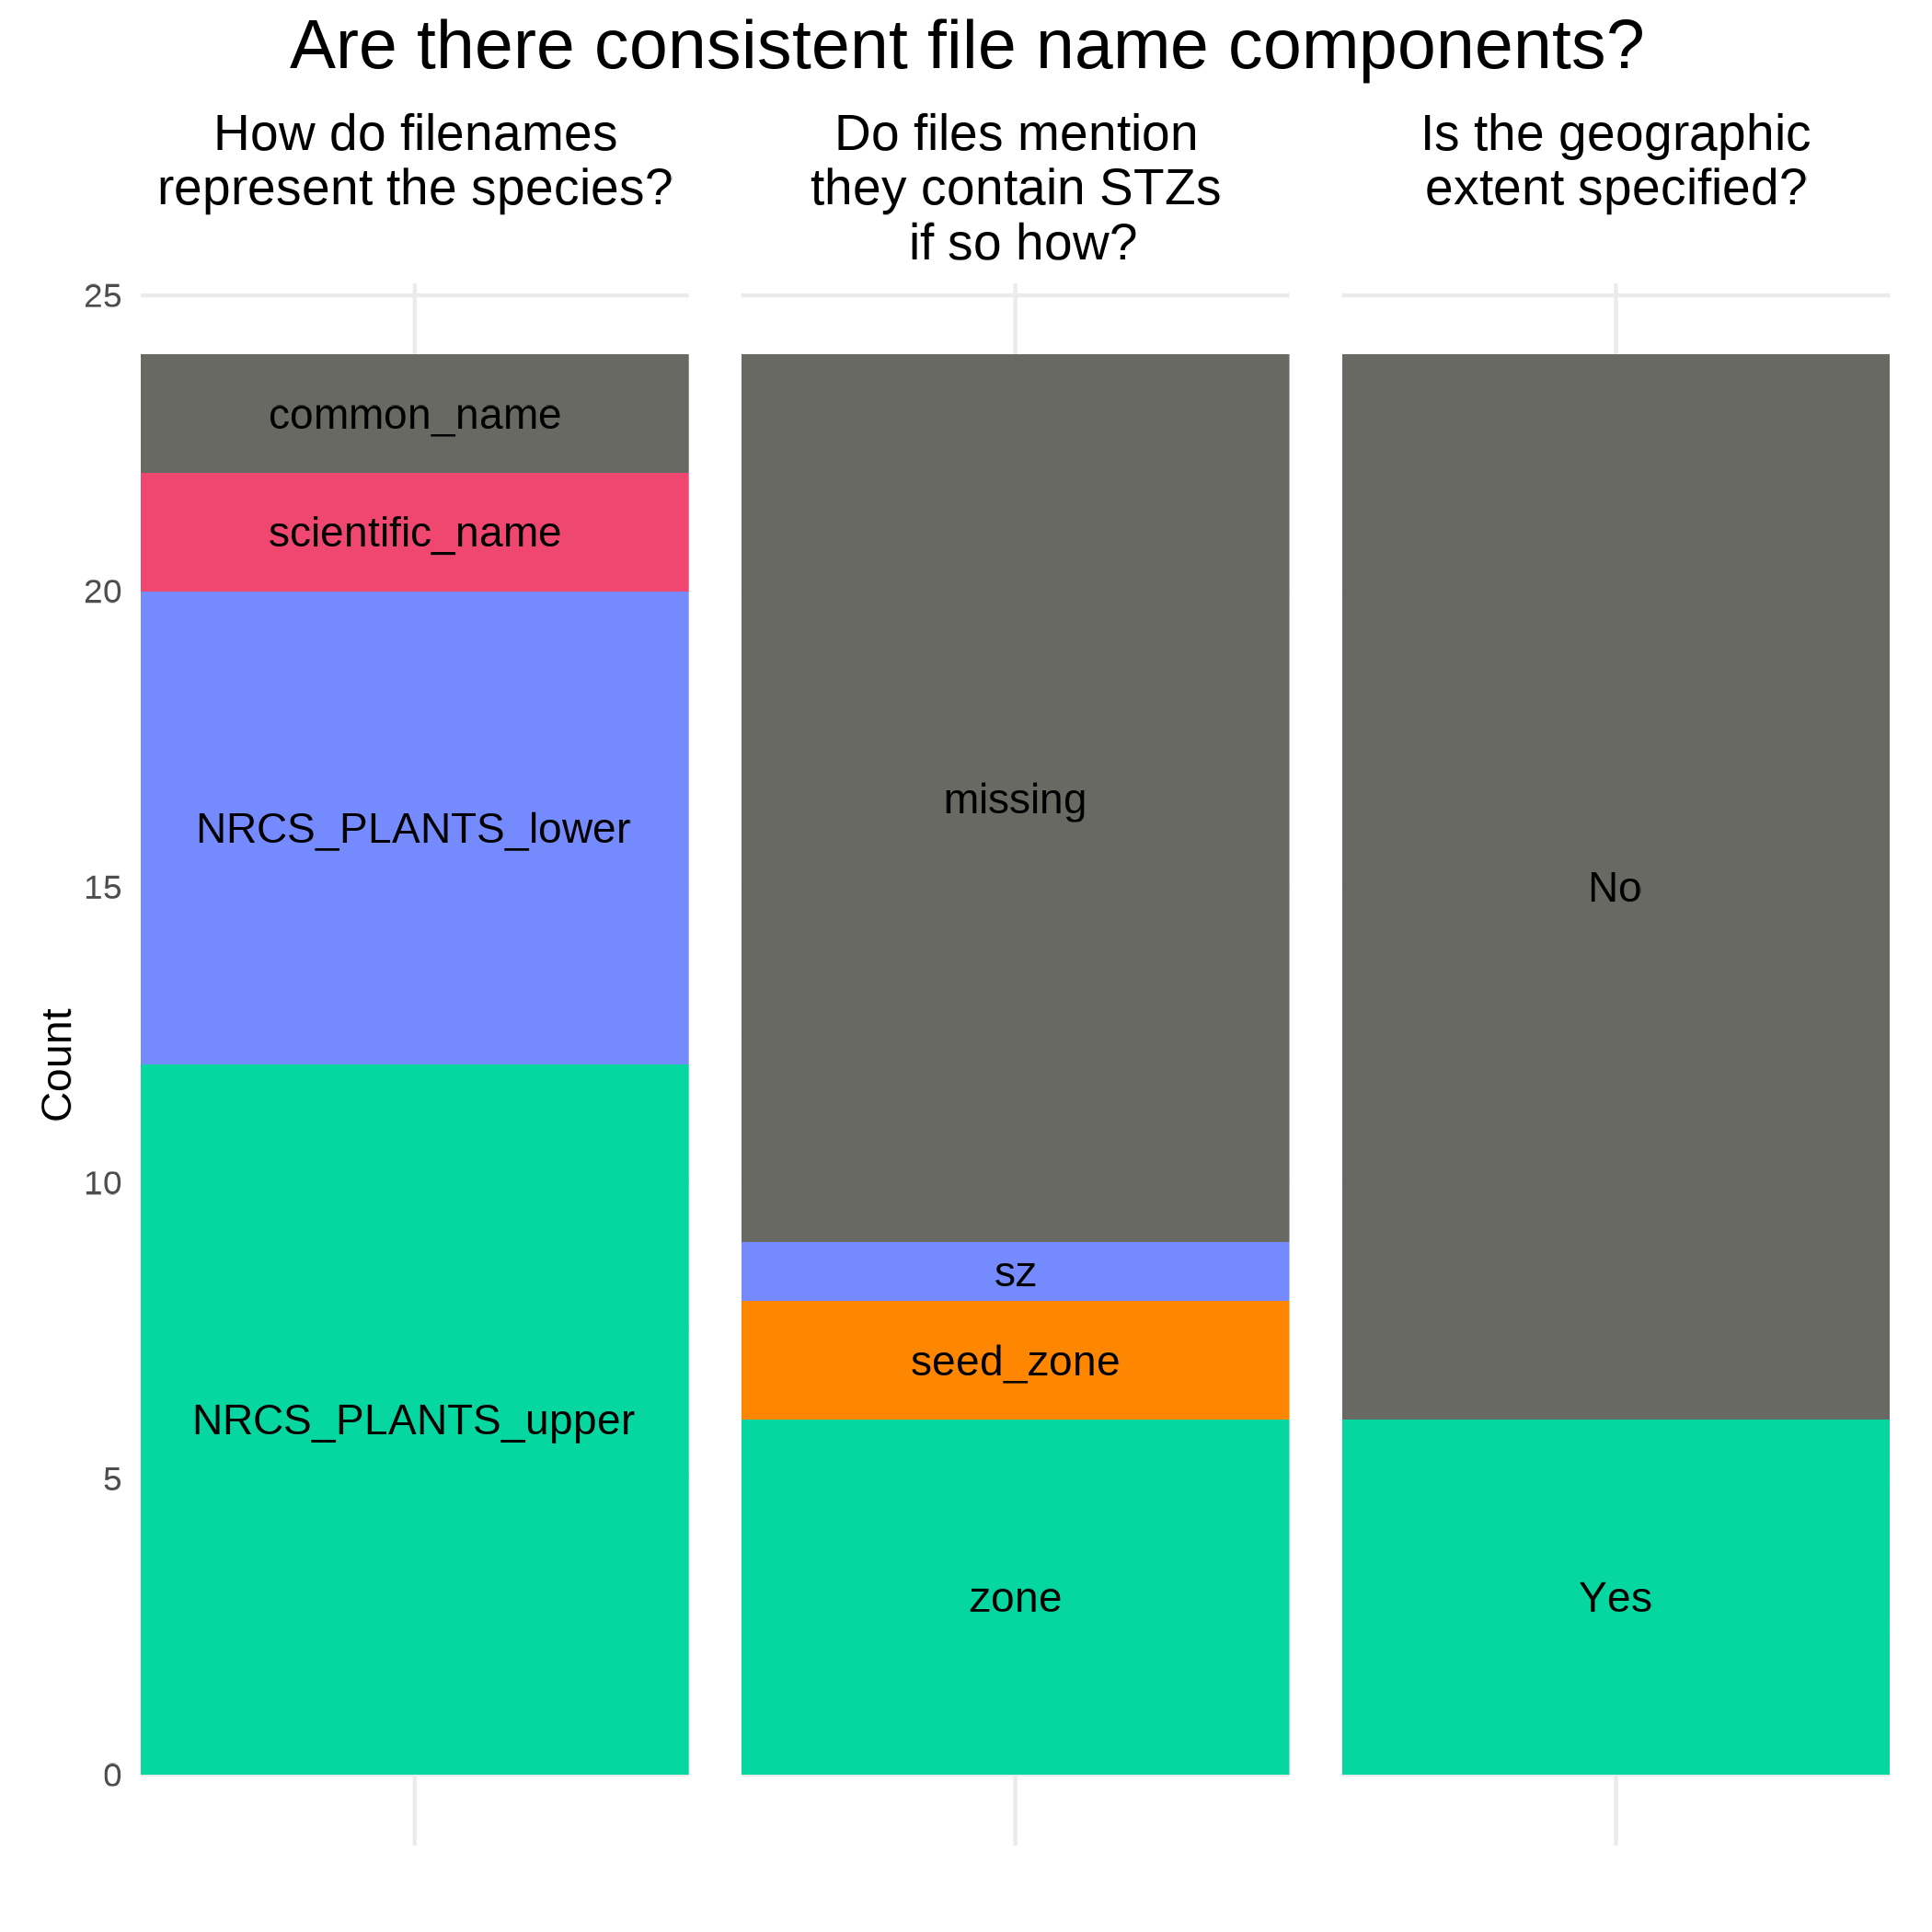 Are there consistent file name components?
How do filenames
represent the species?
Do files mention
they contain STZs
if so how?
Is the geographic
extent specified?
25
20
15
10
5
0
Count
common_name
scientific_name
NRCS_PLANTS_lower
NRCS_PLANTS_upper
missing
sz
seed_zone
zone
No
Yes